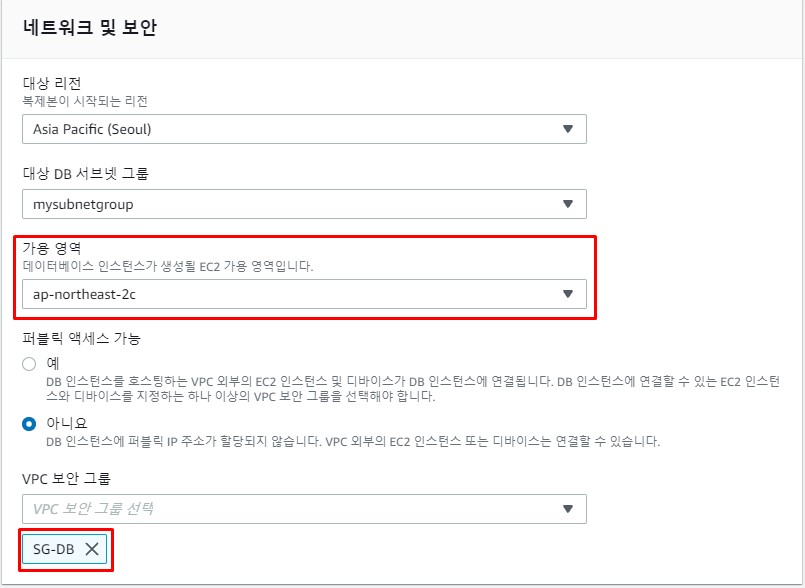 네트워크 및 보안
대상 리전
복제본이 시작되는 리전
Asia Pacific (Seoul)
대상 DB 서브넷 그룹
mysubnetgroup
가용 영역
데이터베이스 인스턴스가 생성될 EC2 가용 영역입니다.
ap-northeast-2c
퍼블릭 액세스 가능
예
DB 인스턴스를 호스팅하는 VPC 외부의 EC2 인스턴스 및 디바이스가 DB 인스턴스에 연결됩니다. DB 인스턴스에 연결할 수 있는 EC2 인스턴
스와 디바이스를 지정하는 하나 이상의 VPC 보안 그룹을 선택해야 합니다.
아니요
DB 인스턴스에 퍼블릭 IP 주소가 할당되지 않습니다. VPC 외부의 EC2 인스턴스 또는 디바이스는 연결할 수 있습니다.
VPC 보안 그룹
VPC 보안 그룹 선택
SG-DB